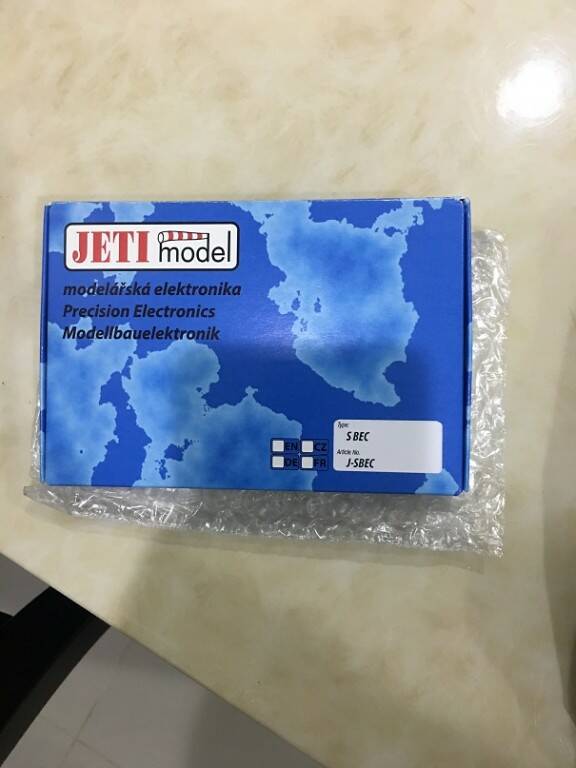 JETI model
modelářská elektronika
Precision Electronics
Modellbauelektronik
EN CZ
DE FR
Type:
S BEC
Article No.
J-SBEC